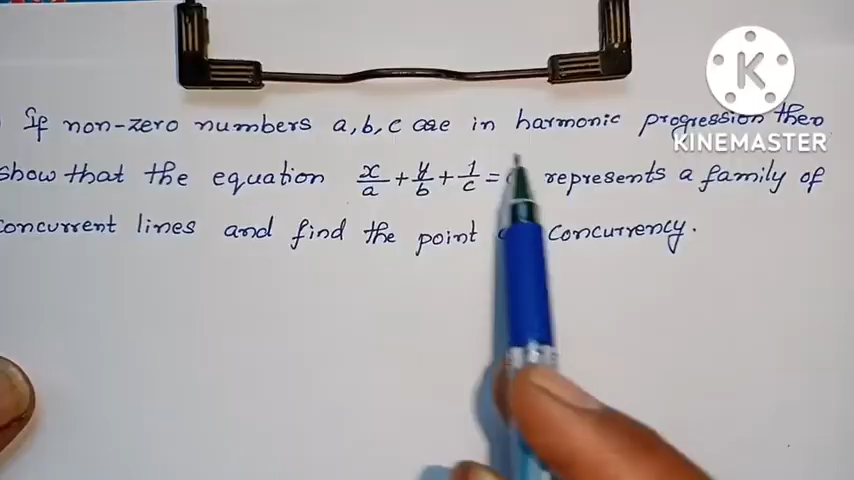 If non-zero numbers a, b, c are in harmonic progression then
show that the equation x/a + y/b + 1/c = represents a family of
concurrent lines and find the point concurrency.
KINEMASTER